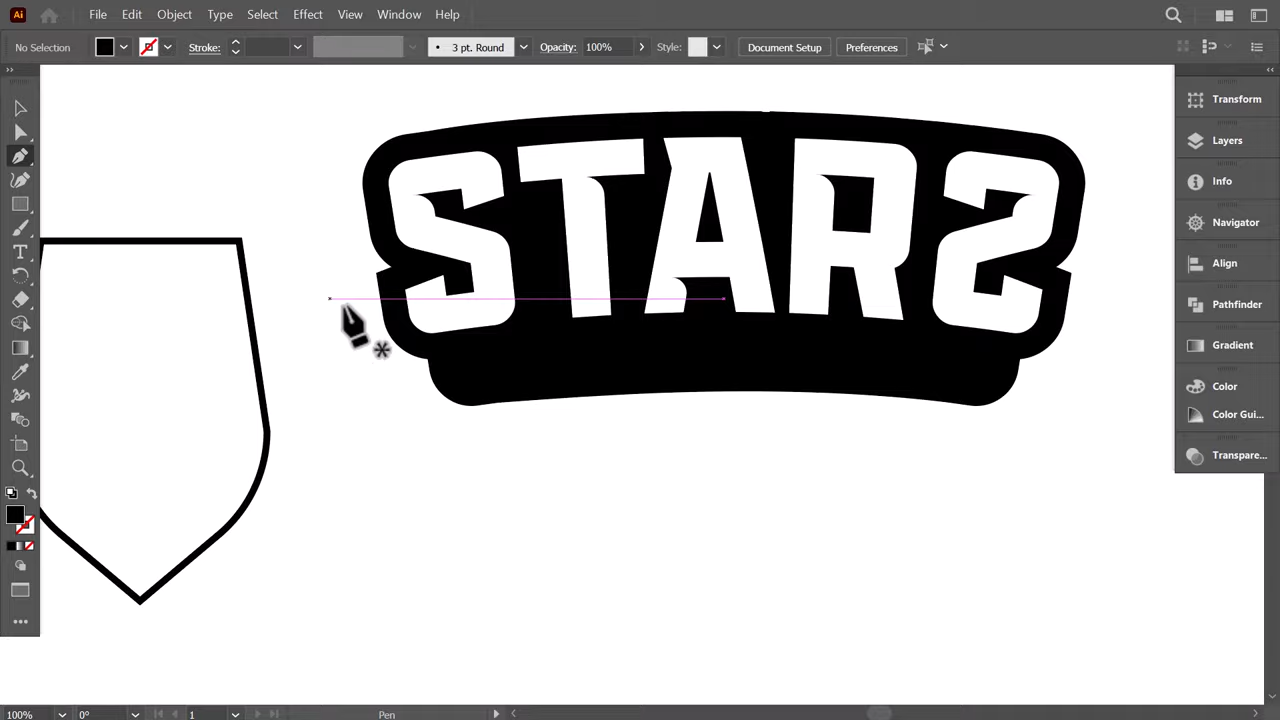 Ai File Edit Object Type Select Effect View Window Help
No Selection Stroke: 3 pt. Round Opacity: 100% Style: Document Setup Preferences
Transform
Layers
Info
Navigator
Align
Pathfinder
Gradient
Color
Color Gui...
Transpare...
STARS
100% 0° 1 Pen